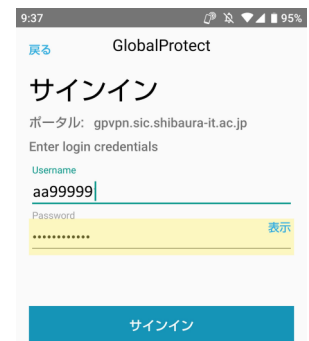 9:37 95%
戻る GlobalProtect
サインイン
ポータル: gpvpn.sic.shibaura-it.ac.jp
Enter login credentials
Username
aa99999
Password
••••••••••••
表示
サインイン